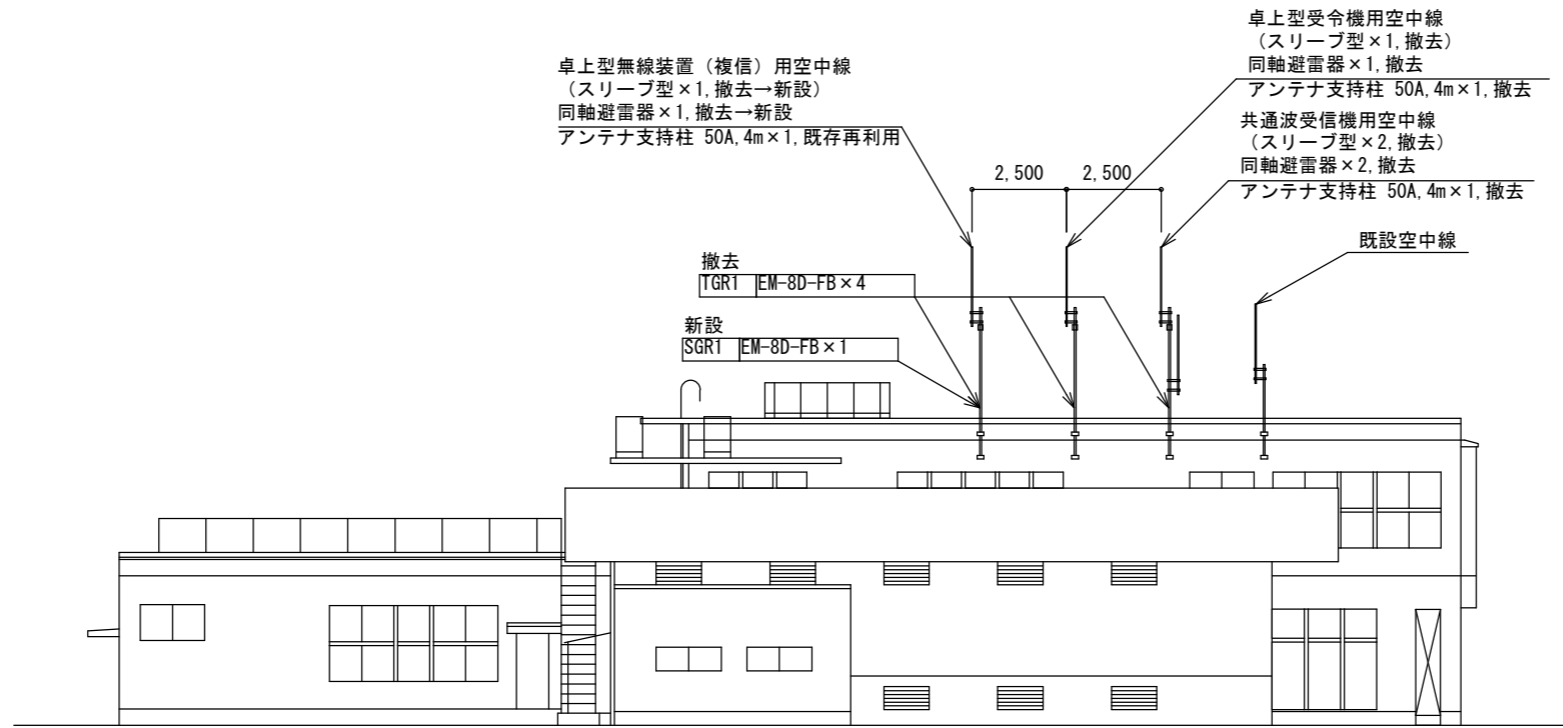 卓上型無線装置（複信）用空中線
（スリーブ型×1,撤去→新設）
同軸避雷器×1,撤去→新設
アンテナ支持柱 50A,4m×1,既存再利用
卓上型受令機用空中線
（スリーブ型×1,撤去）
同軸避雷器×1,撤去
アンテナ支持柱 50A,4m×1,撤去
共通波受信機用空中線
（スリーブ型×2,撤去）
同軸避雷器×2,撤去
アンテナ支持柱 50A,4m×1,撤去
2,500 2,500
既設空中線
撤去
TGR1 EM-8D-FB×4
新設
SGR1 EM-8D-FB×1